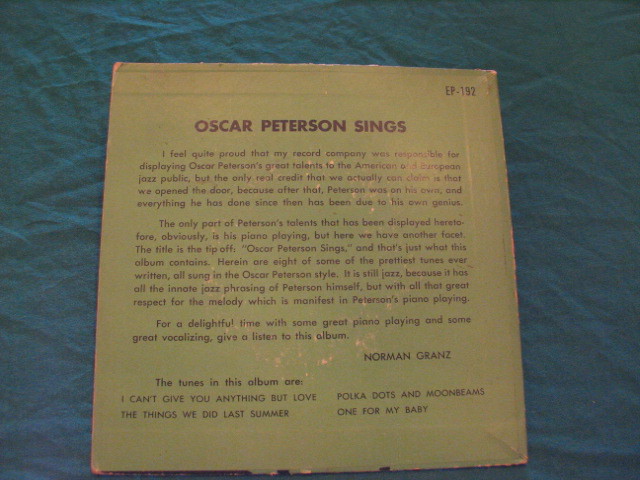 EP-192
OSCAR PETERSON SINGS
I feel quite proud that my record company was responsible for
displaying Oscar Peterson's great talents to the American and European
jazz public, but the only real credit that we actually can claim is that
we opened the door, because after that, Peterson was on his own, and
everything he has done since then has been due to his own genius.
The only part of Peterson's talents that has been displayed hereto-
fore, obviously, is his piano playing, but here we have another facet.
The title is the tip-off: "Oscar Peterson Sings," and that's just what this
album contains. Herein are eight of some of the prettiest tunes ever
written, all sung in the Oscar Peterson style. It is still jazz, because it has
all the innate jazz phrasing of Peterson himself, but with all that great
respect for the melody which is manifest in Peterson's piano playing.
For a delightful time with some great piano playing and some
great vocalizing, give a listen to this album.
NORMAN GRANZ
The tunes in this album are:
I CAN'T GIVE YOU ANYTHING BUT LOVE
THE THINGS WE DID LAST SUMMER
POLKA DOTS AND MOONBEAMS
ONE FOR MY BABY